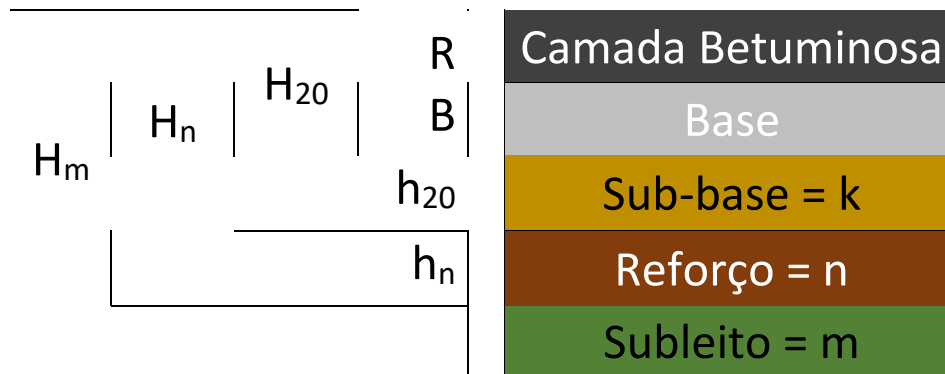 R
Camada Betuminosa
H20
Hn
B
Base
Hm
h20
Sub-base = k
hn
Reforço = n
Subleito = m